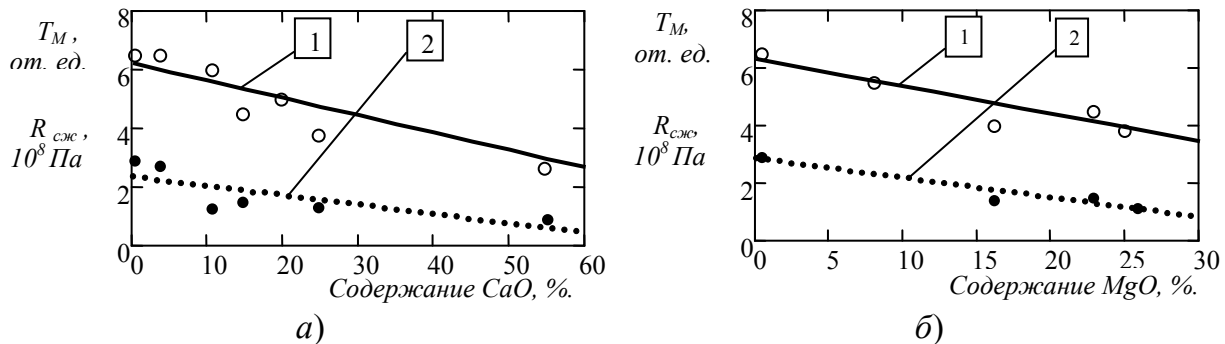 8
T_M ,
от. ед.
6
R_сж ,
10^8 Па
4
2
0
1
2
0 10 20 30 40 50 60
Содержание CaO, %.
а)
8
T_М,
от. ед.
6
R_сж,
10^8 Па
4
2
0
1
2
0 5 10 15 20 25 30
Содержание MgO, %.
б)